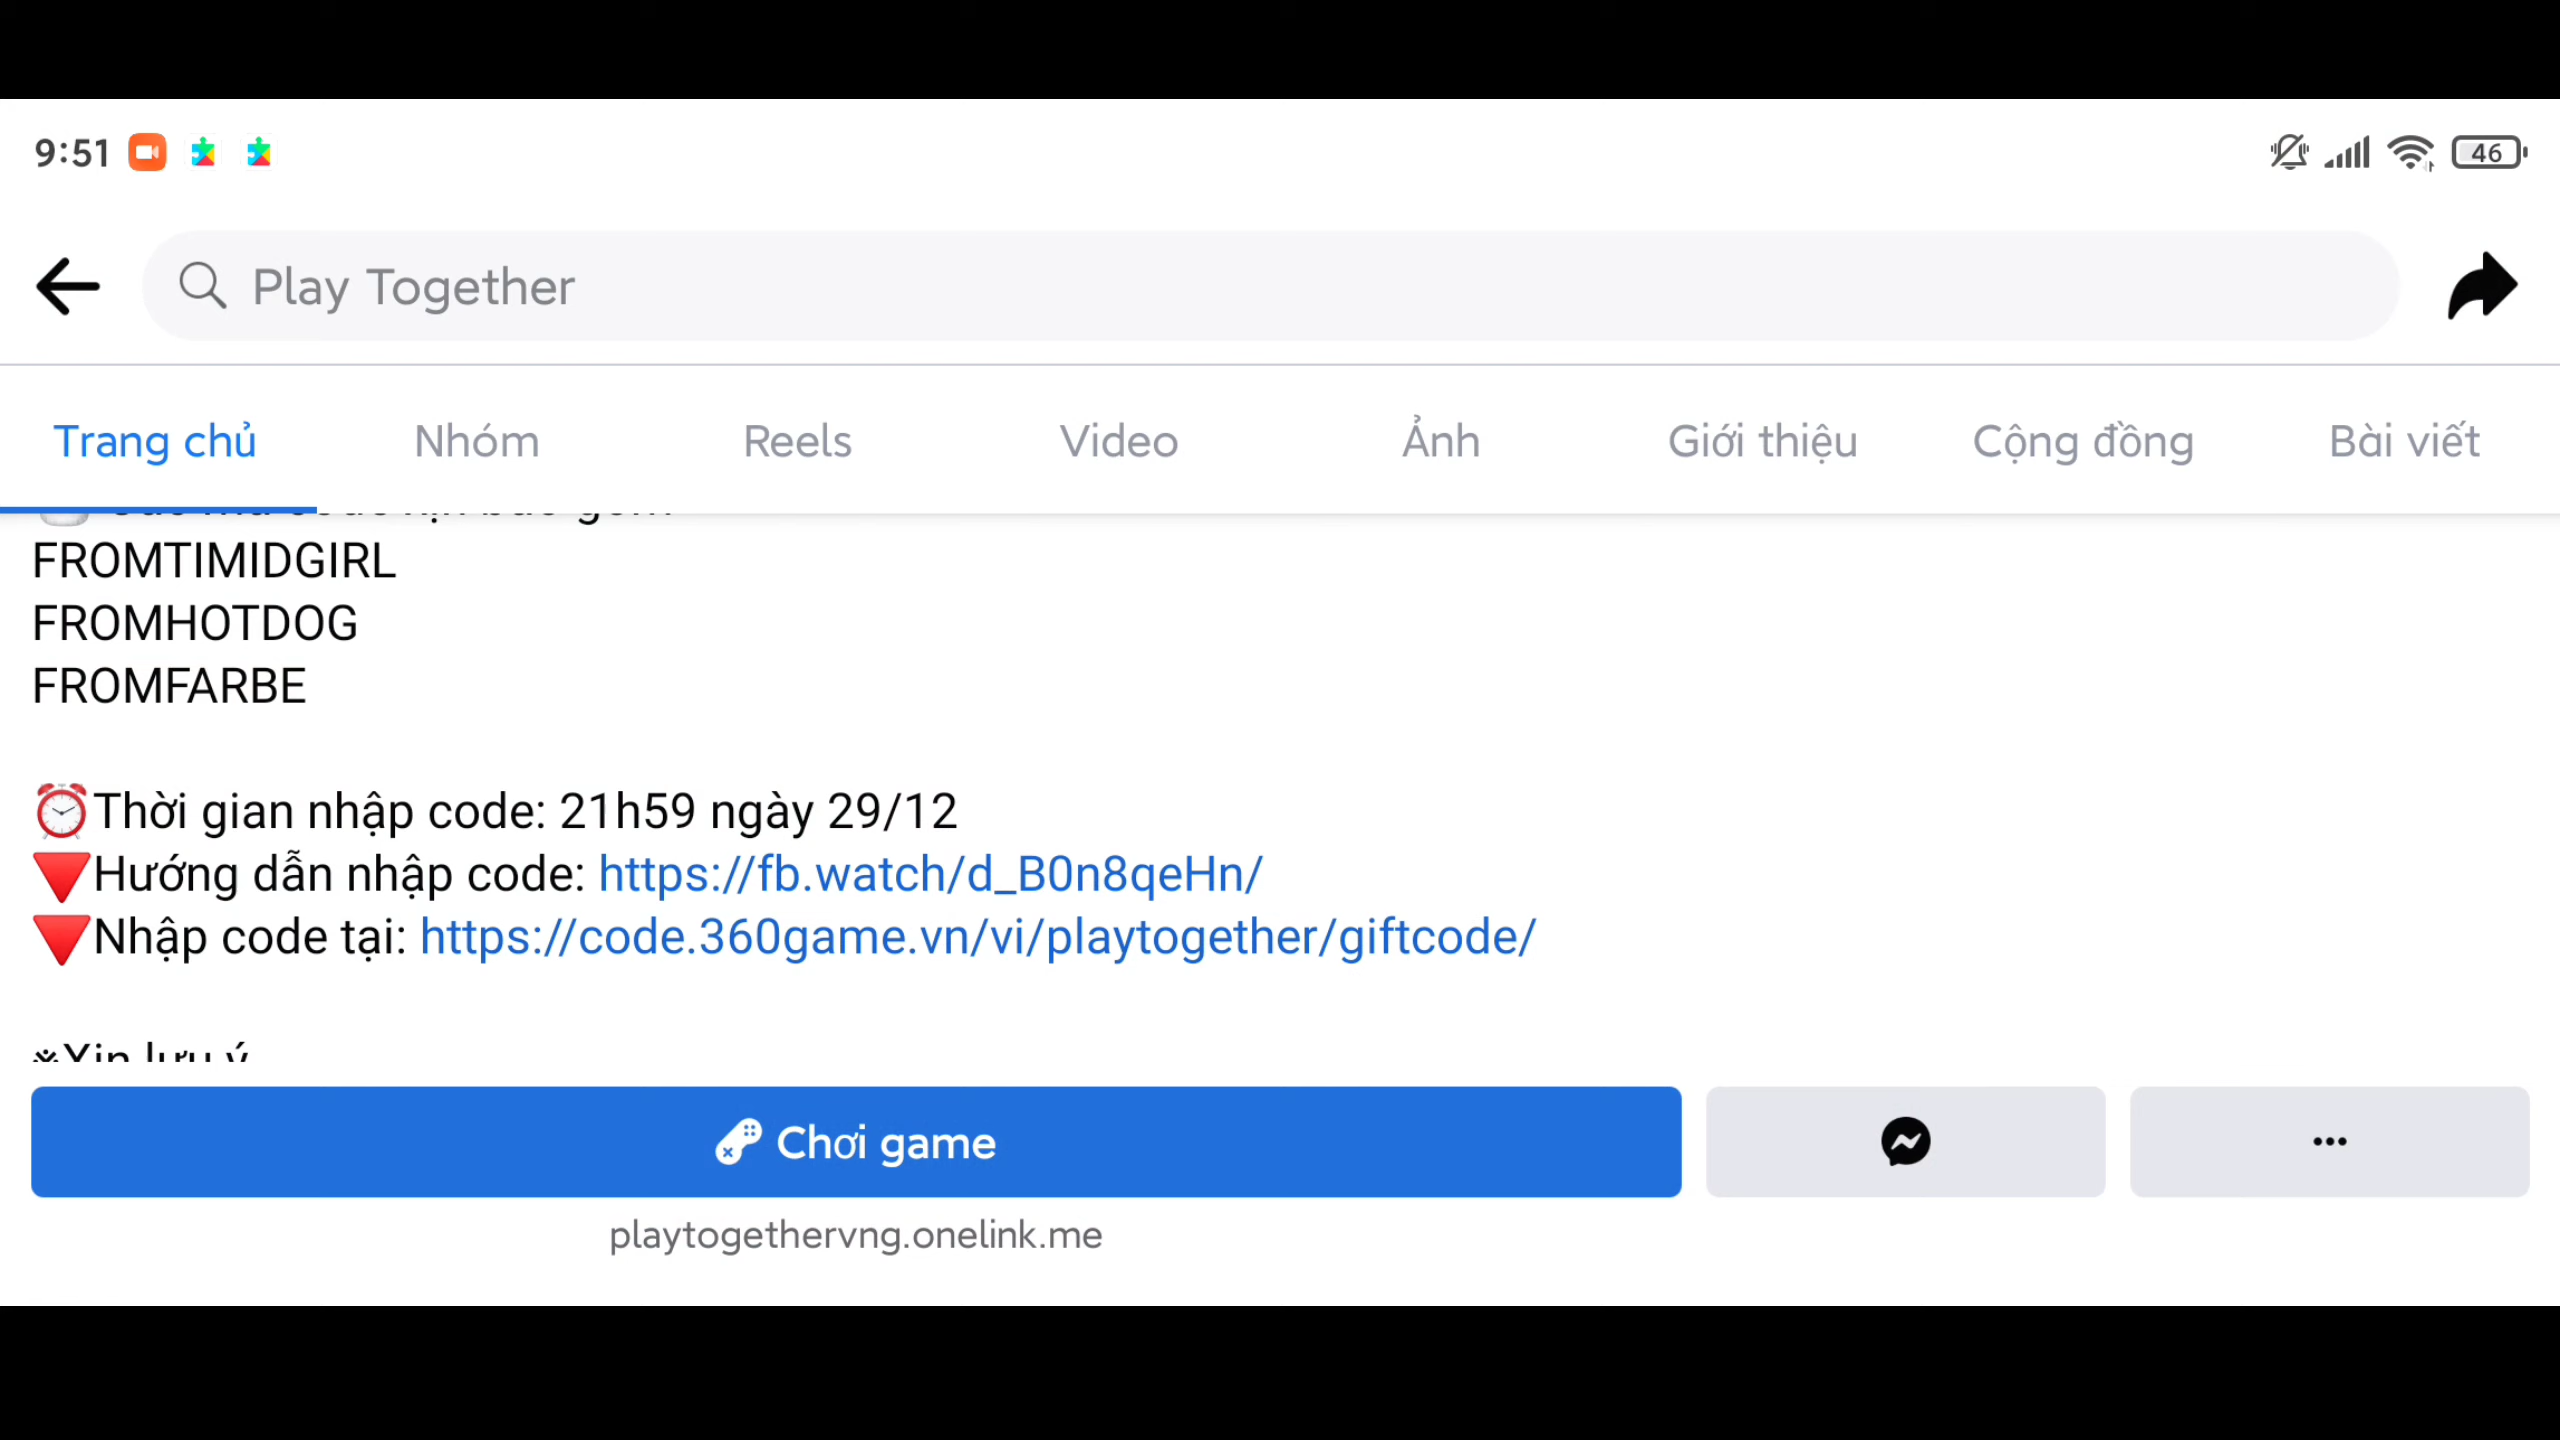 9:51
46
Play Together
Trang chủ Nhóm Reels Video Ảnh Giới thiệu Cộng đồng Bài viết
FROMTIMIDGIRL
FROMHOTDOG
FROMFARBE
⏰Thời gian nhập code: 21h59 ngày 29/12
🔻Hướng dẫn nhập code: https://fb.watch/d_B0n8qeHn/
🔻Nhập code tại: https://code.360game.vn/vi/playtogether/giftcode/
※Xin lưu ý
Chơi game
playtogethervng.onelink.me